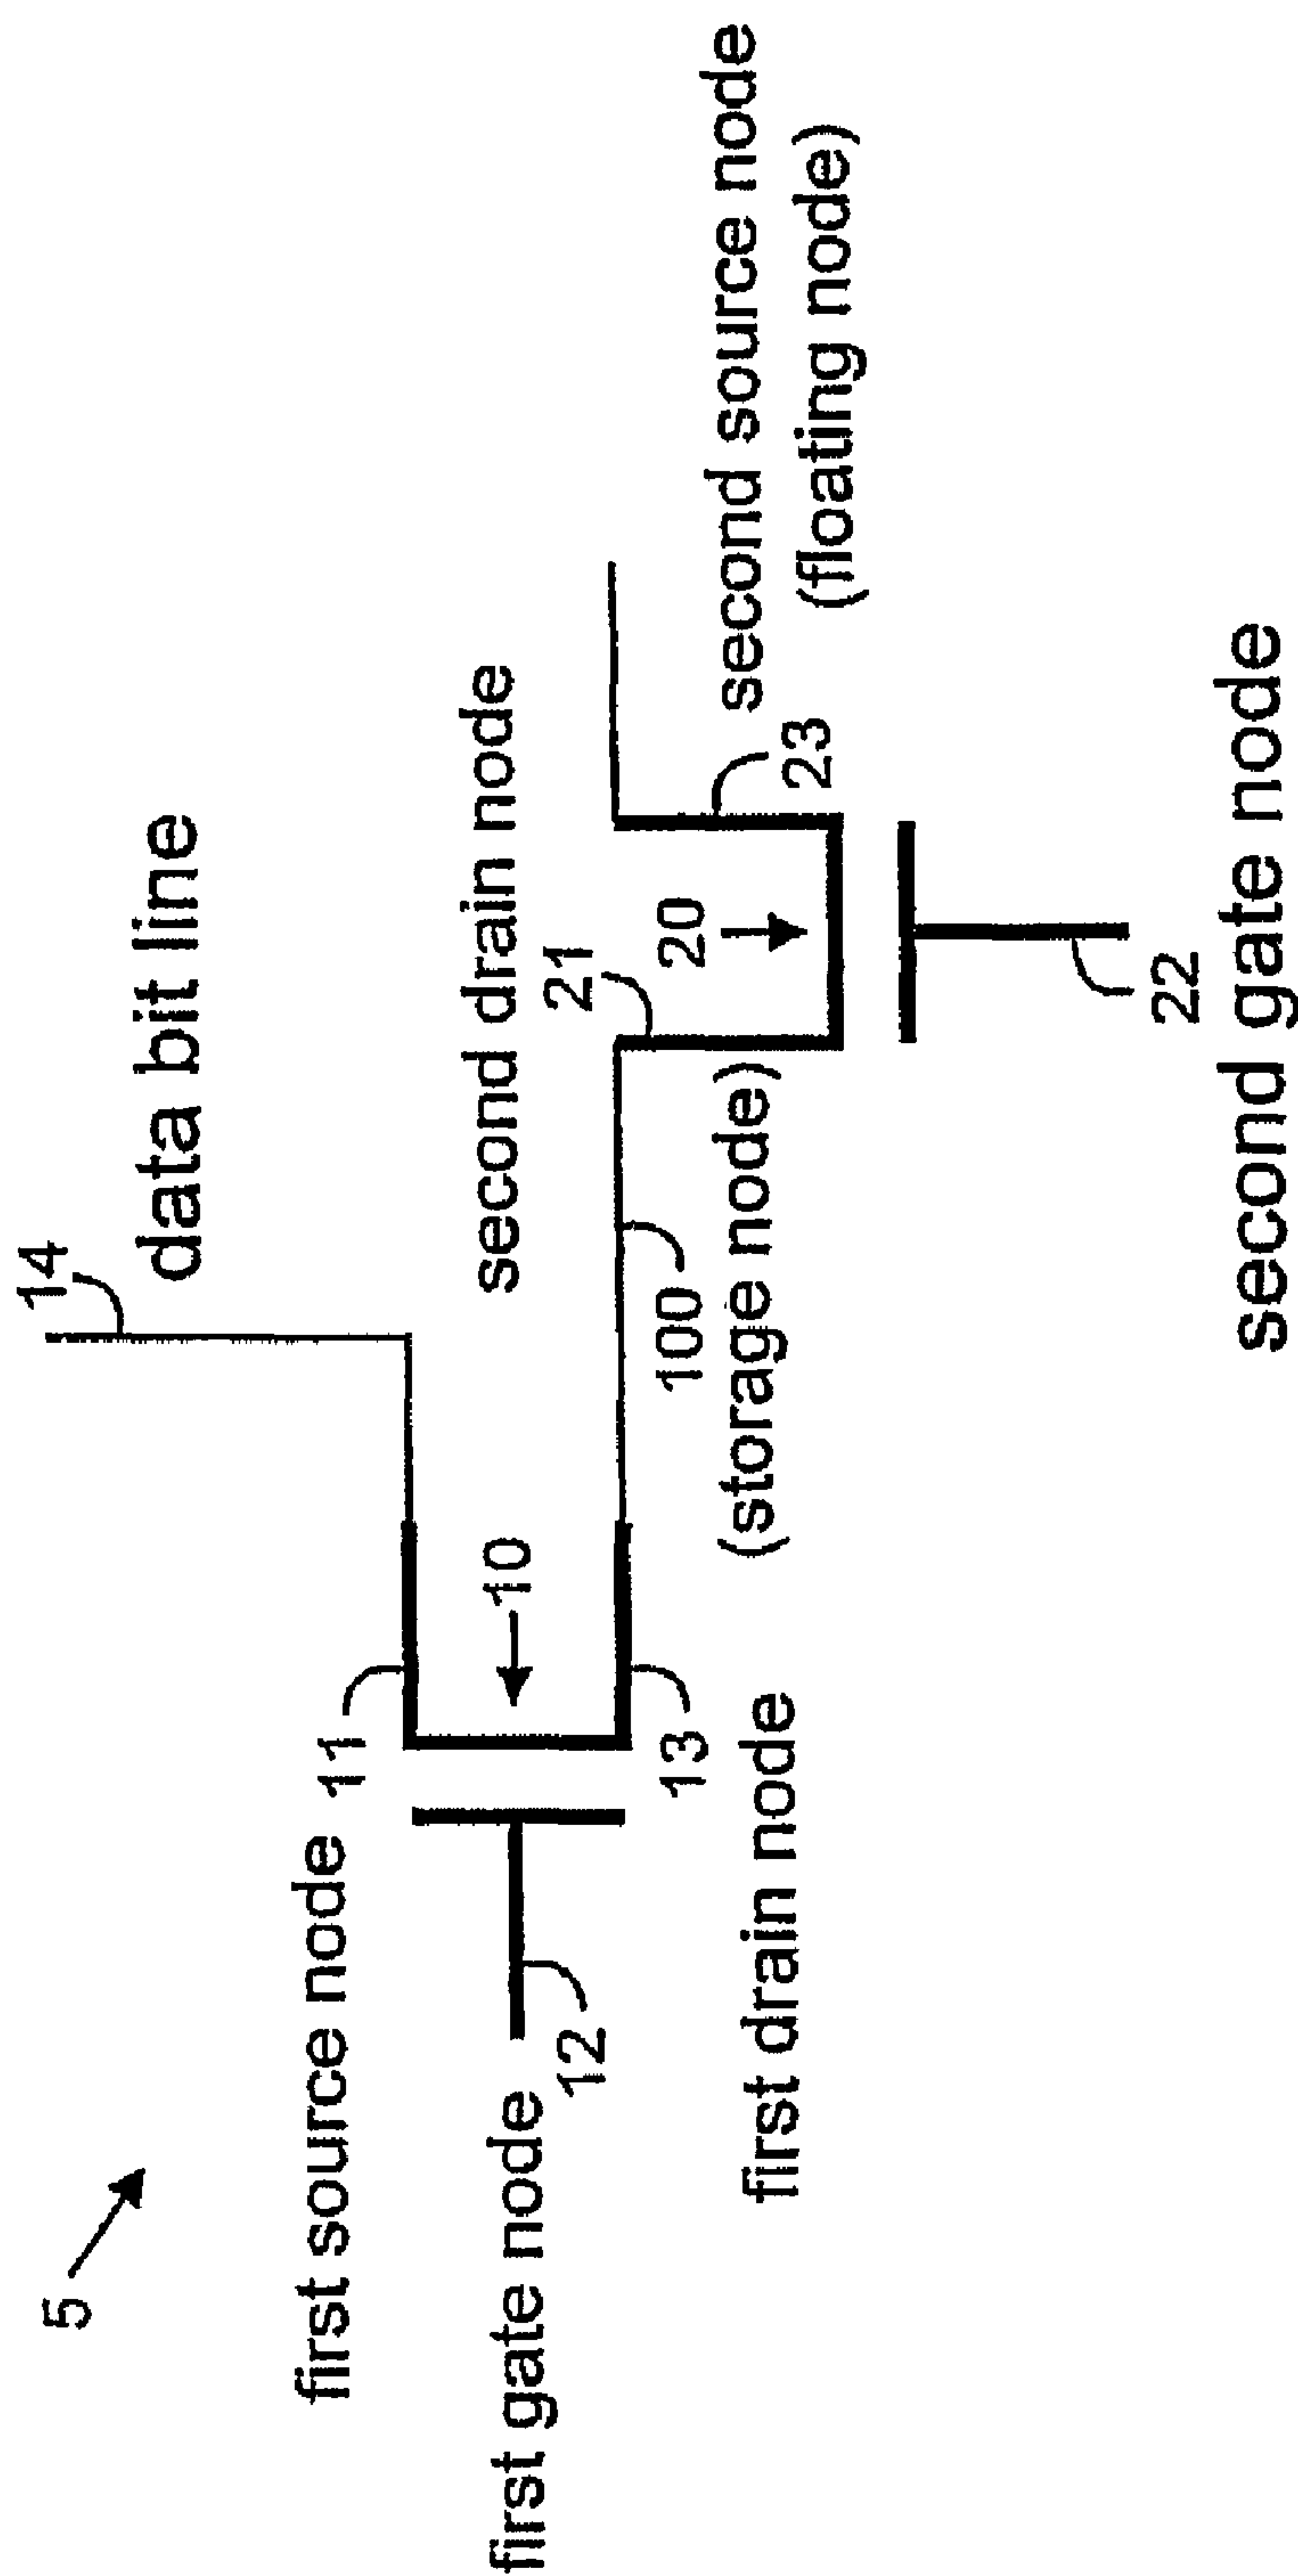 5
14
data bit line
first source node 11
first gate node
12
10
13
first drain node
second drain node
21
20
100
(storage node)
23
second source node
(floating node)
22
second gate node